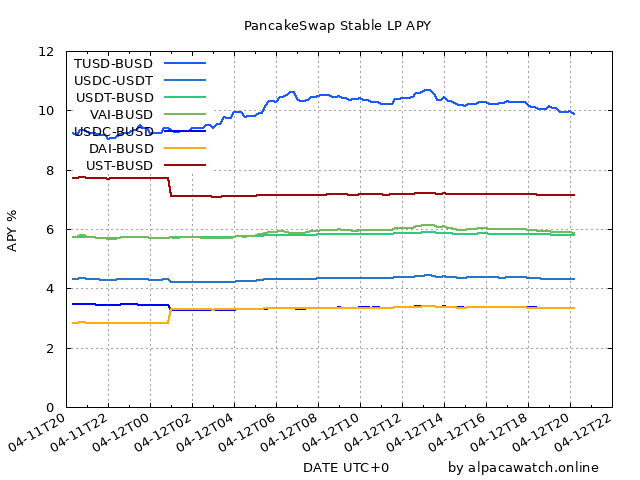 PancakeSwap Stable LP APY
12
10
8
6
4
2
0
APY %
TUSD-BUSD
USDC-USDT
USDT-BUSD
VAI-BUSD
USDC-BUSD
DAI-BUSD
UST-BUSD
04-11T20
04-11T22
04-12T00
04-12T02
04-12T04
04-12T06
04-12T08
04-12T10
04-12T12
04-12T14
04-12T16
04-12T18
04-12T20
04-12T22
DATE UTC+0
by alpacawatch.online